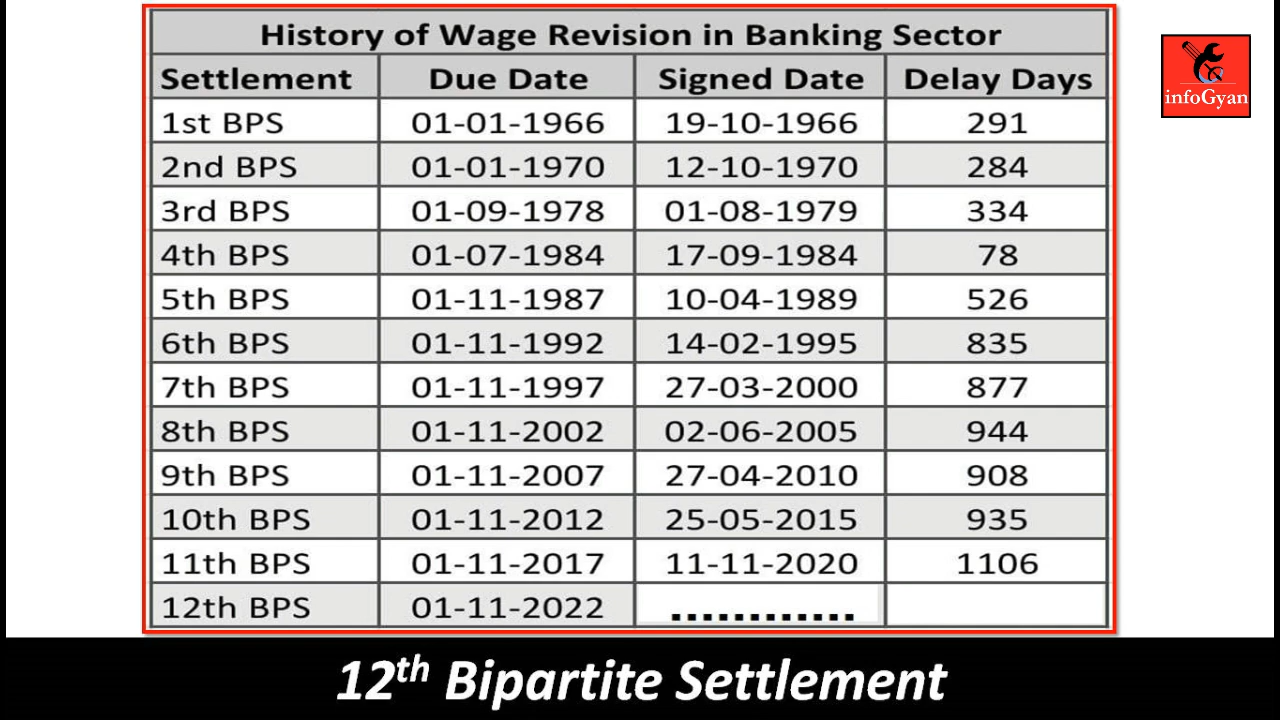 History of Wage Revision in Banking Sector
Settlement Due Date Signed Date Delay Days
1st BPS 01-01-1966 19-10-1966 291
2nd BPS 01-01-1970 12-10-1970 284
3rd BPS 01-09-1978 01-08-1979 334
4th BPS 01-07-1984 17-09-1984 78
5th BPS 01-11-1987 10-04-1989 526
6th BPS 01-11-1992 14-02-1995 835
7th BPS 01-11-1997 27-03-2000 877
8th BPS 01-11-2002 02-06-2005 944
9th BPS 01-11-2007 27-04-2010 908
10th BPS 01-11-2012 25-05-2015 935
11th BPS 01-11-2017 11-11-2020 1106
12th BPS 01-11-2022 ............
infoGyan
12th Bipartite Settlement